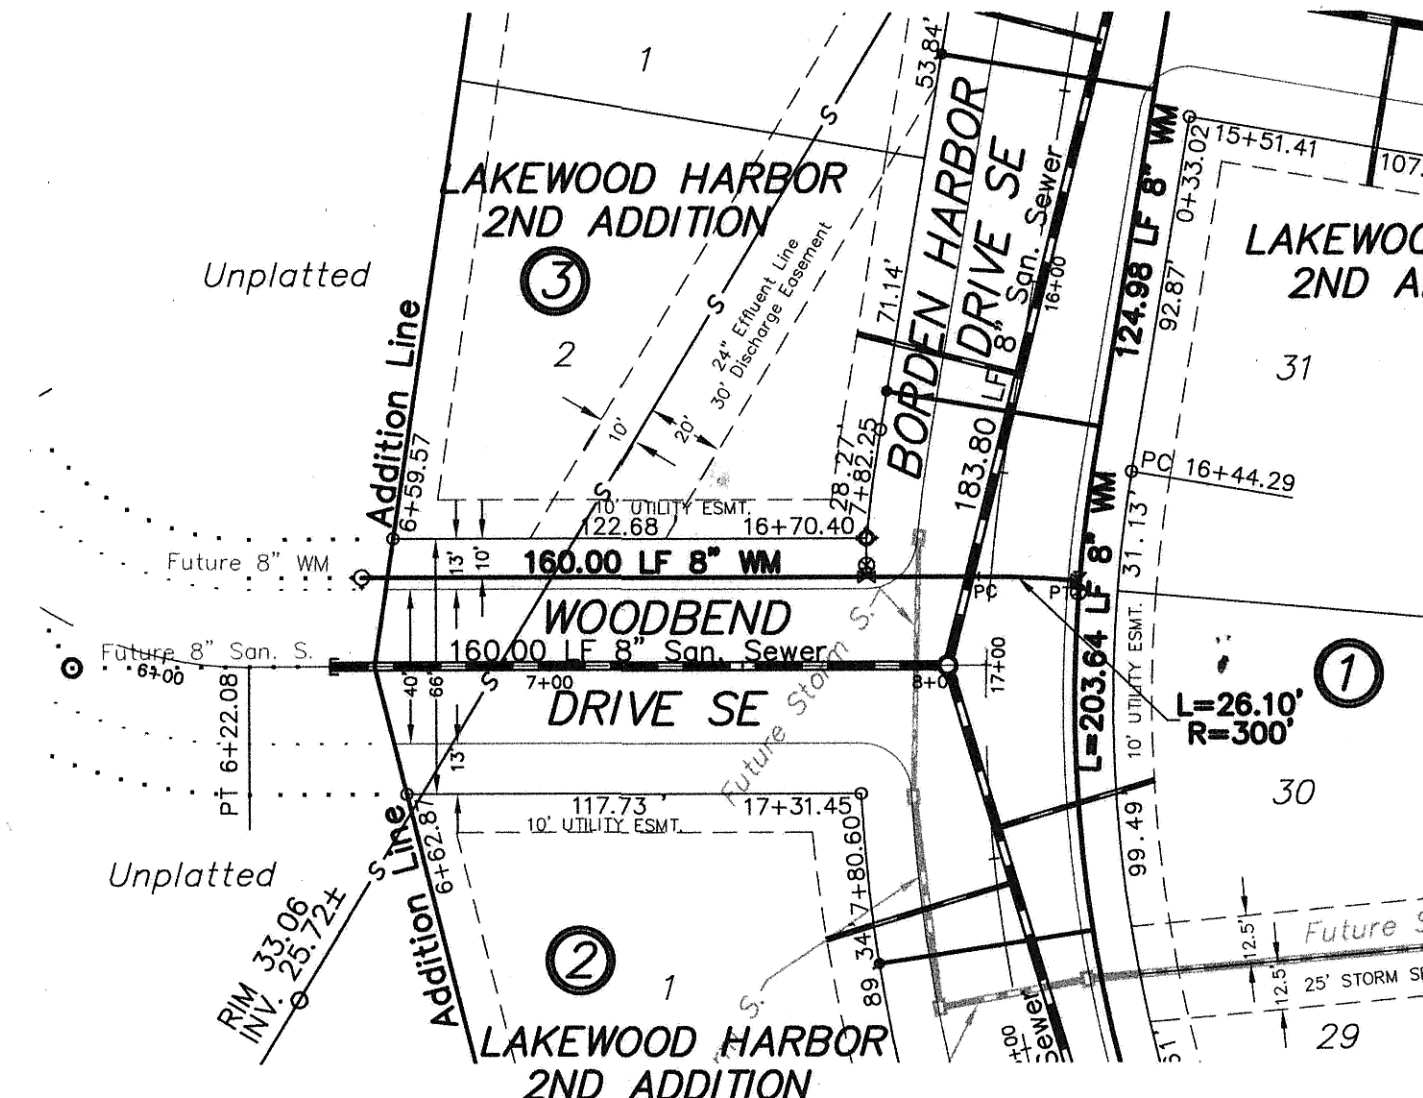 1
53.84'
LAKEWOOD HARBOR
2ND ADDITION
3
Unplatted
2
Addition Line
6+59.57
24" Effluent Line
30' Discharge Easement
S
S
S
S
S
10'
20'
71.14'
28.27'
7+82.25
BOPDEN HARBOR
DRIVE SE
183.80 LF 8" San. Sewer
16+00
124.98 LF 8" WM
0+33.02
15+51.41
92.87'
31
PC 16+44.29
31.13'
10' UTILITY ESMT.
122.68
16+70.40
Future 8" WM
13'
10'
160.00 LF 8" WM
PC
WOODBEND
160.00 LF 8" San. Sewer
DRIVE SE
Future 8" San. S.
6+00
7+00
17+00
40'
66'
13'
PT 6+22.08
Future Storm S.
L=203.64 LF 8" WM
L=26.10'
R=300'
10' UTILITY ESMT.
1
30
99.49
117.73 '
17+31.45
10' UTILITY ESMT.
6+62.87
Addition Line
7+80.60
89.34
Unplatted
RIM 33.06
INV. 25.72±
2
1
LAKEWOOD HARBOR
2ND ADDITION
S.
Sewer
12.5'
12.5'
Future
25' STORM
29